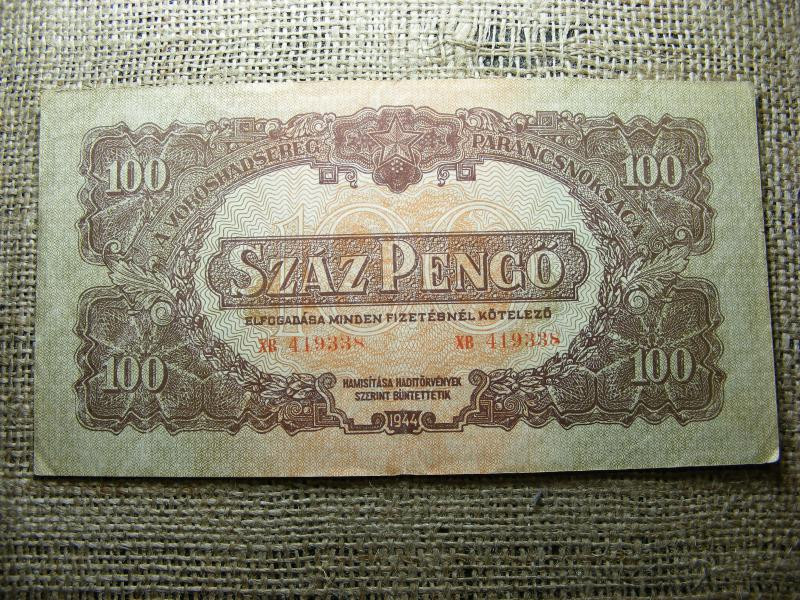 A VÖRÖSHADSEREG PARANCSNOKSÁGA
100 100
100
SZÁZ PENGŐ
ELFOGADÁSA MINDEN FIZETÉSNÉL KÖTELEZŐ
XB 419338 XB 419338
100 100
HAMISÍTÁSA HADITÖRVÉNYEK
SZERINT BÜNTETTETIK
1944